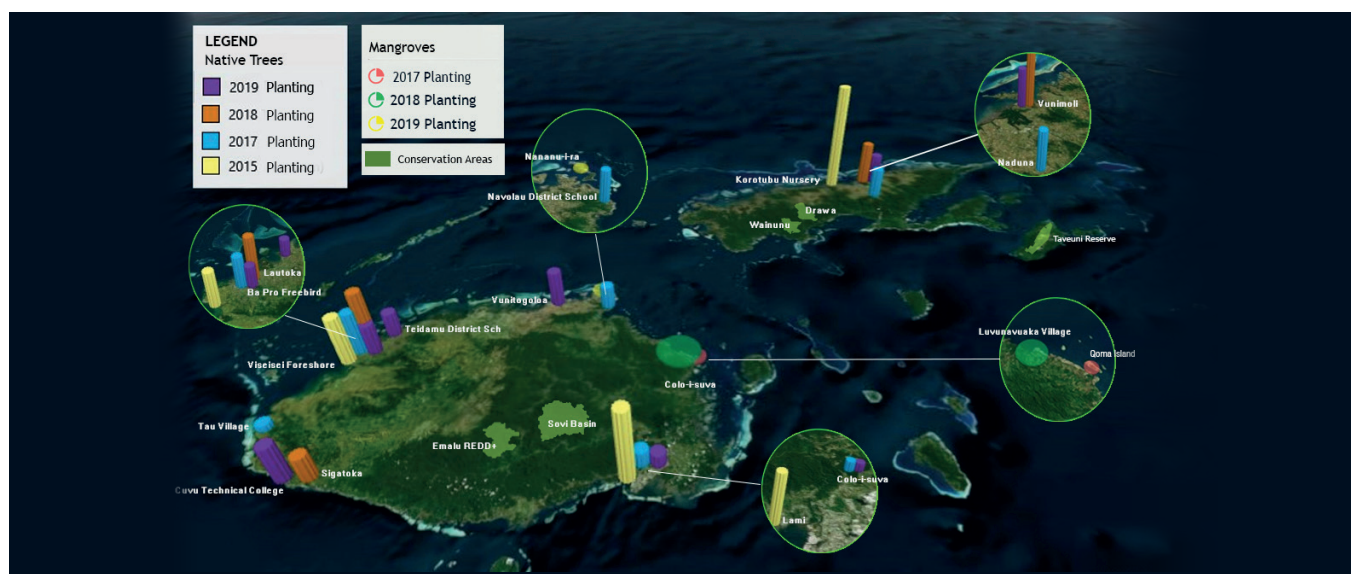 LEGEND
Native Trees
2019 Planting
2018 Planting
2017 Planting
2015 Planting
Mangroves
2017 Planting
2018 Planting
2019 Planting
Conservation Areas
Nananu-i-ra
Navolau District School
Vunimoli
Naduna
Korotubu Nursery
Drawa
Wainunu
Taveuni Reserve
Lautoka
Ba Pro Freebird
Vunitogoloa
Teidamu District Sch
Viseisei Foreshore
Luvunavuaka Village
Qoma Island
Colo-i-suva
Tau Village
Sovi Basin
Emalu REDD+
Sigatoka
Cuvu Technical College
Colo-i-suva
Lami